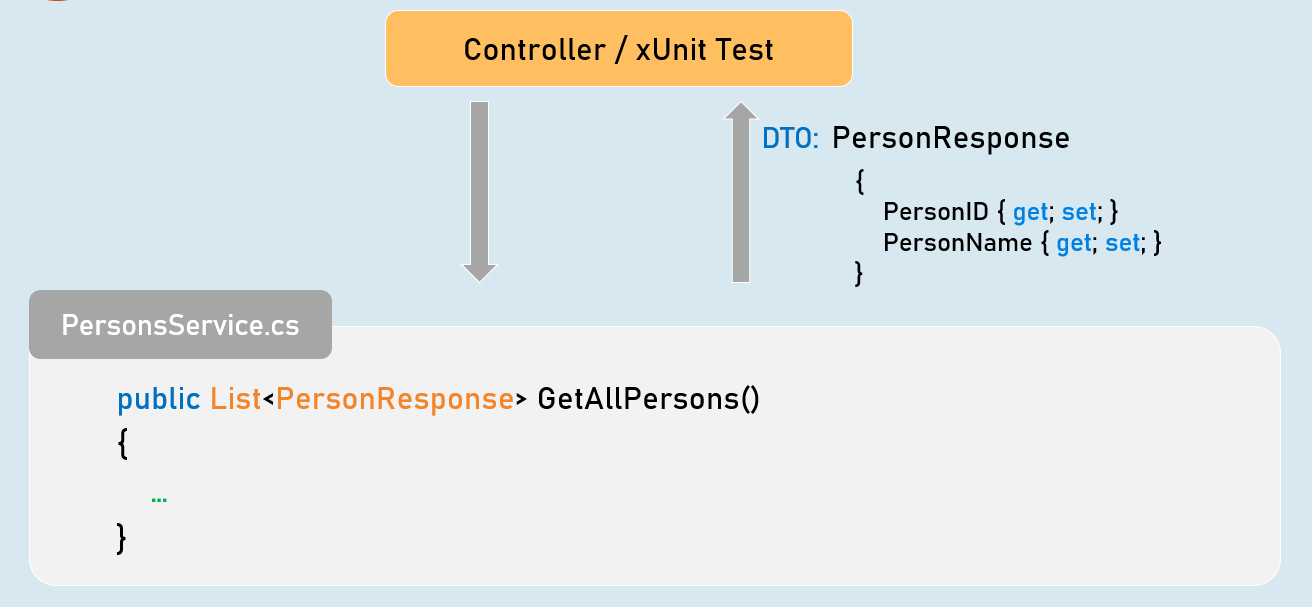 Controller / xUnit Test
DTO: PersonResponse
{
PersonID { get; set; }
PersonName { get; set; }
}
PersonsService.cs
public List<PersonResponse> GetAllPersons()
{
...
}